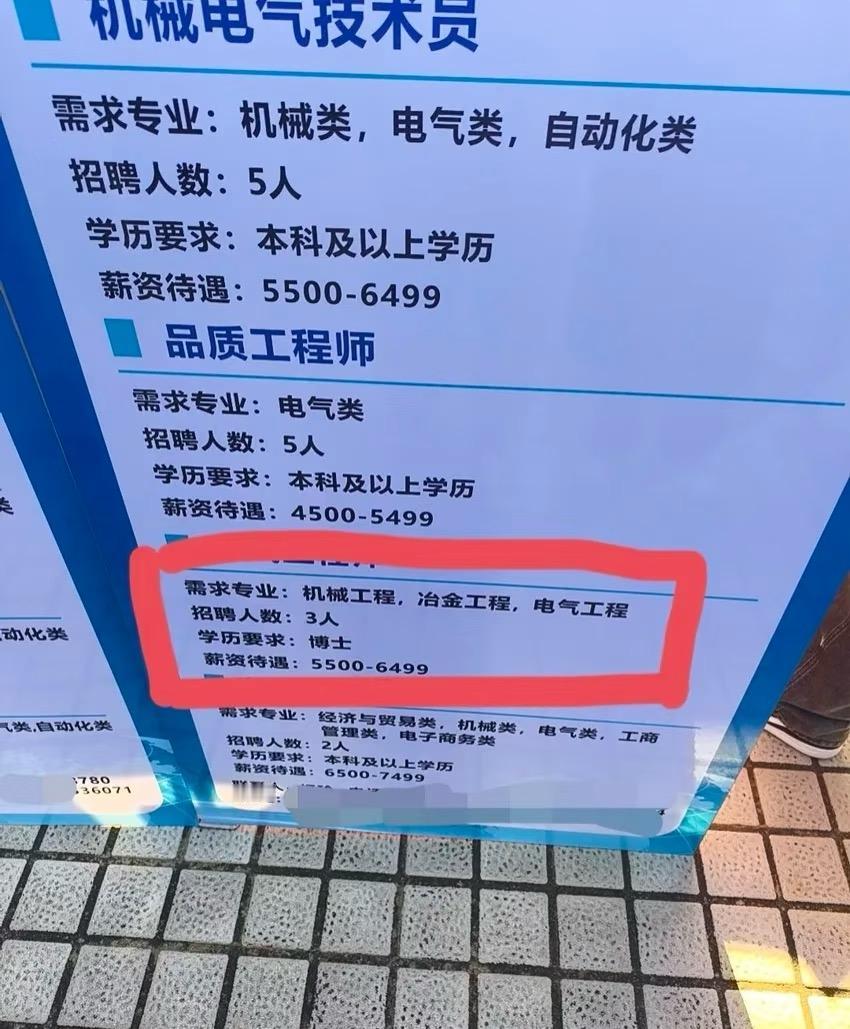 机械电气技术员
需求专业：机械类，电气类，自动化类
招聘人数：5人
学历要求：本科及以上学历
薪资待遇：5500-6499
品质工程师
需求专业：电气类
招聘人数：5人
学历要求：本科及以上学历
薪资待遇：4500-5499
需求专业：机械工程，冶金工程，电气工程
招聘人数：3人
学历要求：博士
薪资待遇：5500-6499
需求专业：经济与贸易类，机械类，电气类，工商
管理类，电子商务类
招聘人数：2人
学历要求：本科及以上学历
薪资待遇：6500-7499
类
动化类
气类,自动化类
3780
36071